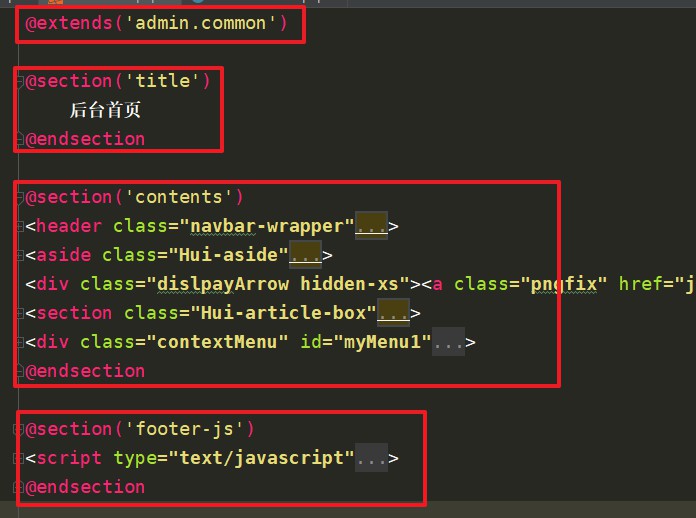 @extends('admin.common')
@section('title')
后台首页
@endsection
@section('contents')
<header class="navbar-wrapper"...>
<aside class="Hui-aside"...>
<div class="dislpayArrow hidden-xs"><a class="pngfix" href="j
<section class="Hui-article-box"...>
<div class="contextMenu" id="myMenu1"...>
@endsection
@section('footer-js')
<script type="text/javascript"...>
@endsection